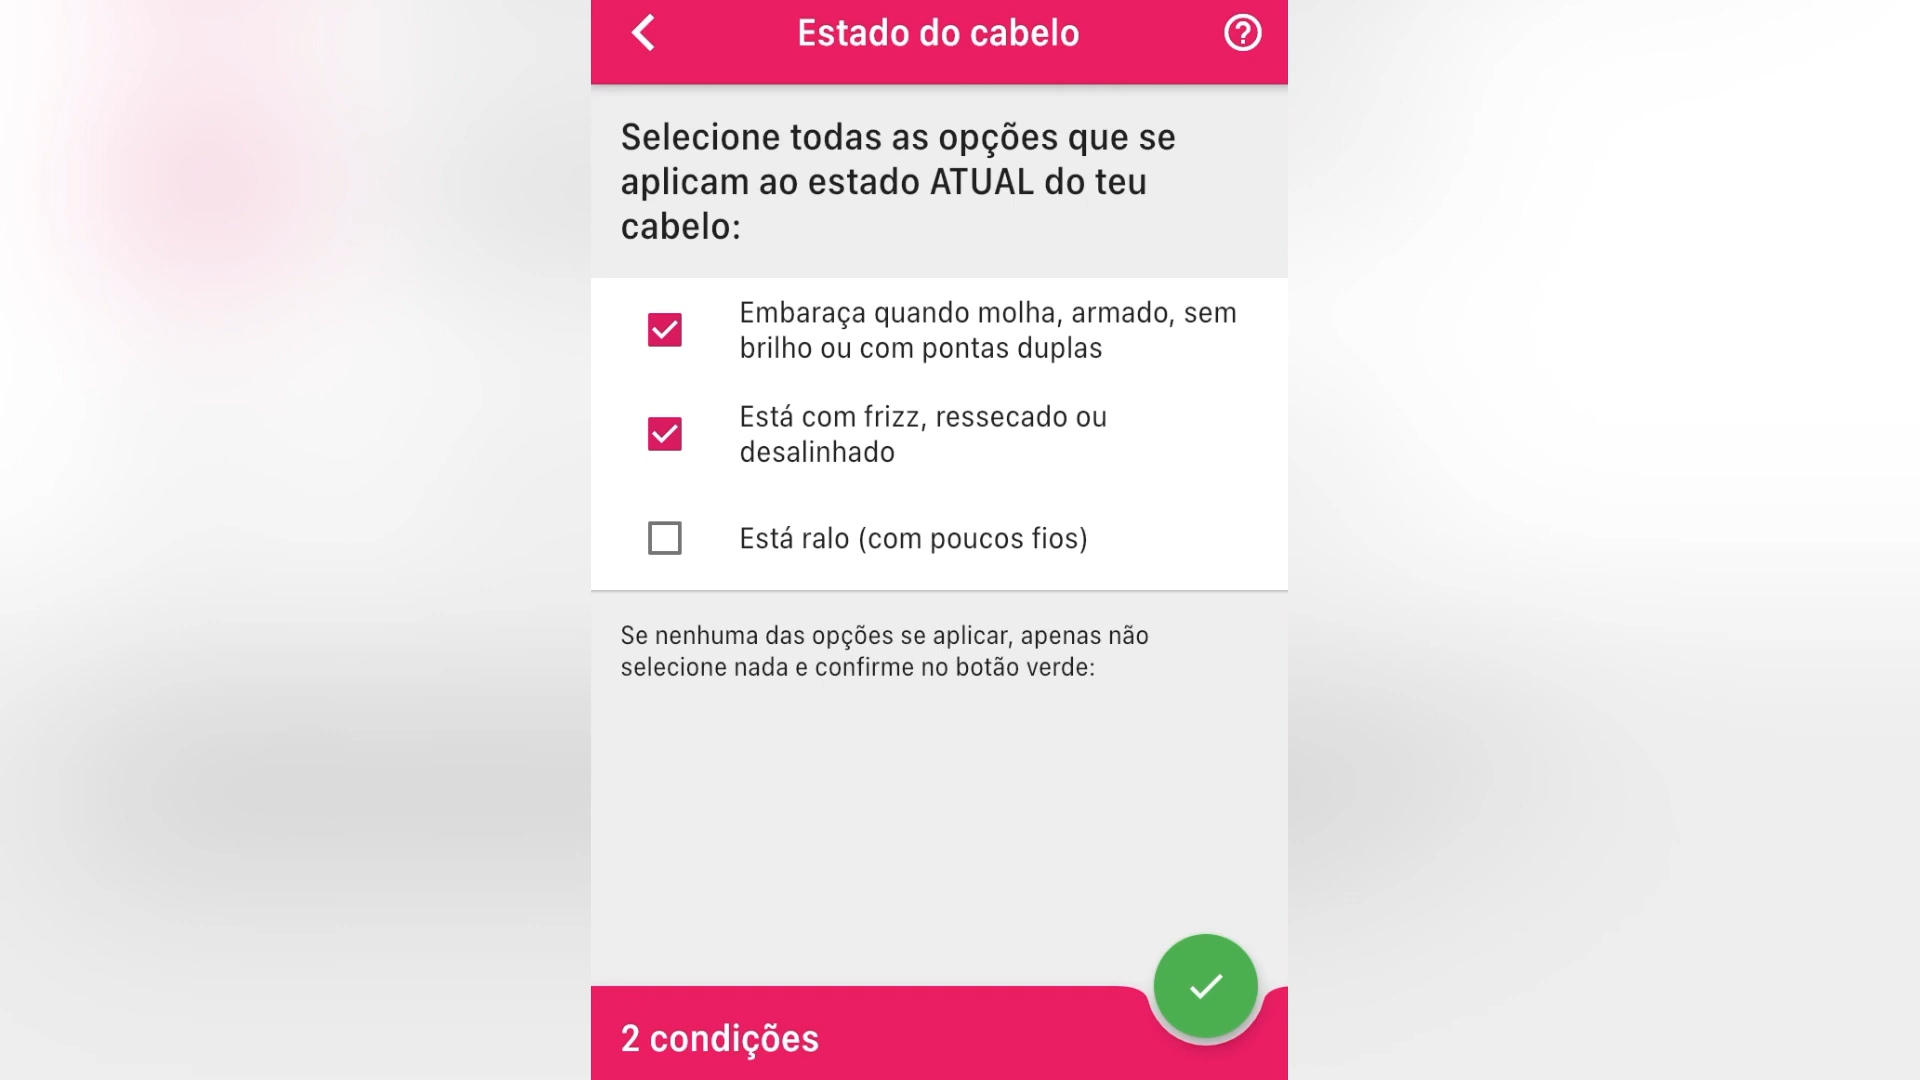 Estado do cabelo
Selecione todas as opções que se
aplicam ao estado ATUAL do teu
cabelo:
Embaraça quando molha, armado, sem
brilho ou com pontas duplas
Está com frizz, ressecado ou
desalinhado
Está ralo (com poucos fios)
Se nenhuma das opções se aplicar, apenas não
selecione nada e confirme no botão verde:
2 condições